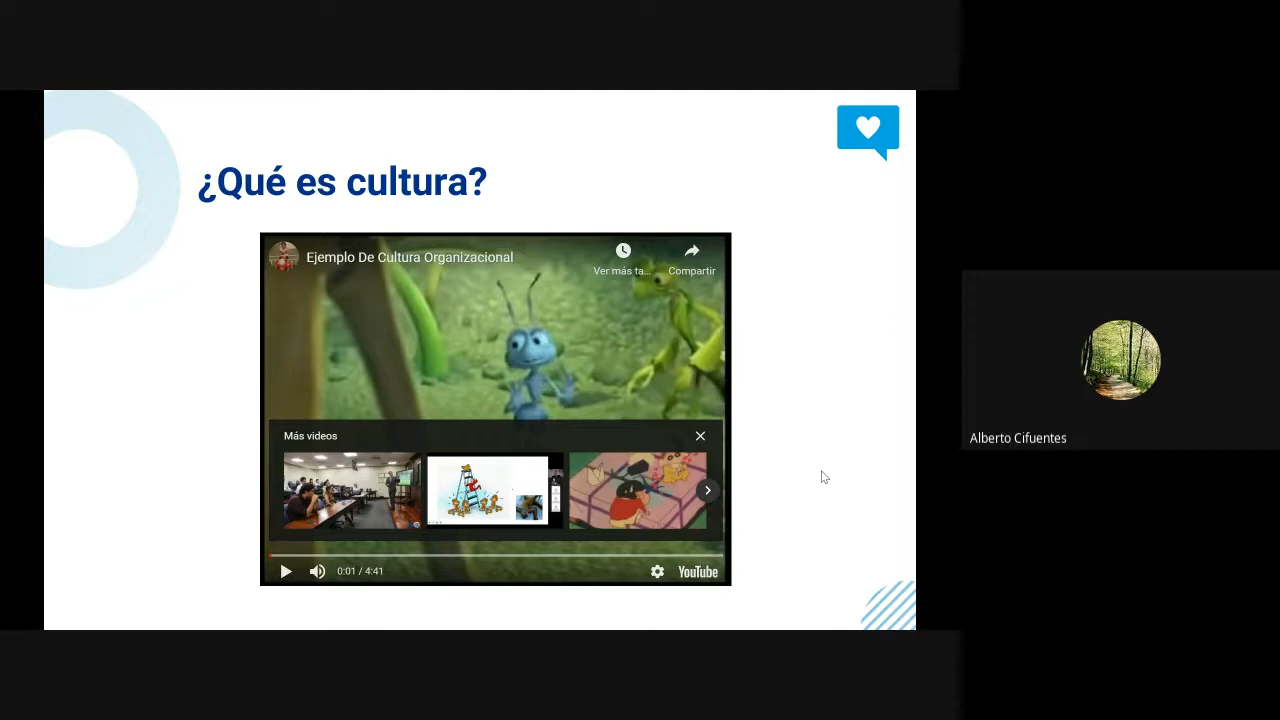 ¿Qué es cultura?
Ejemplo De Cultura Organizacional
Ver más ta...
Compartir
Más videos
0:01 / 4:41
YouTube
Alberto Cifuentes